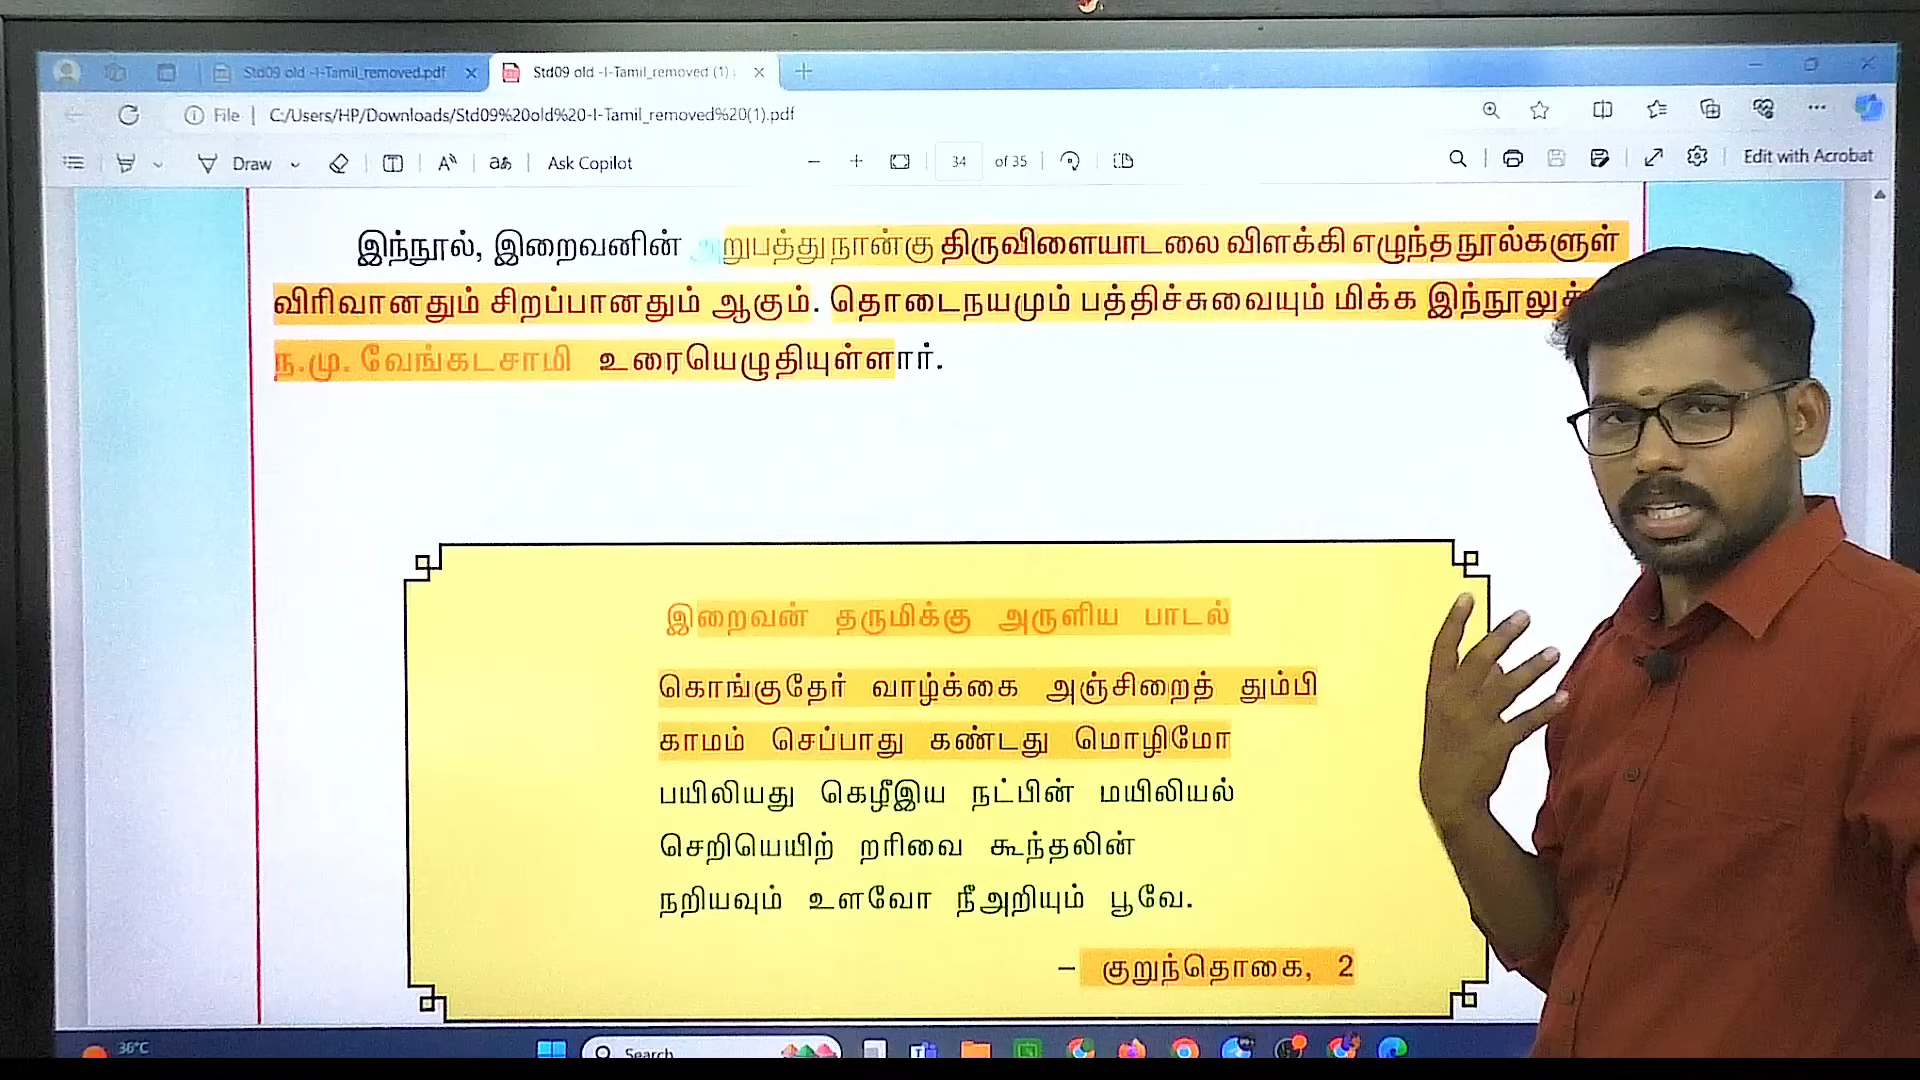 Std09 old -I-Tamil_removed.pdf
Std09 old -I-Tamil_removed (1)
File
C:/Users/HP/Downloads/Std09%20old%20-I-Tamil_removed%20(1).pdf
Draw
Ask Copilot
34 of 35
Edit with Acrobat
இந்நூல், இறைவனின் அறுபத்துநான்கு திருவிளையாடலை விளக்கி எழுந்த நூல்களுள்
விரிவானதும் சிறப்பானதும் ஆகும். தொடைநயமும் பத்திச்சுவையும் மிக்க
ந.மு. வேங்கடசாமி உரையெழுதியுள்ளார்.
இறைவன் தருமிக்கு அருளிய பாடல்
கொங்குதேர் வாழ்க்கை அஞ்சிறைத் தும்பி
காமம் செப்பாது கண்டது மொழிமோ
பயிலியது கெழீஇய நட்பின் மயிலியல்
செறியெயிற் றரிவை கூந்தலின்
நறியவும் உளவோ நீஅறியும் பூவே.
– குறுந்தொகை, 2
36°C
Search